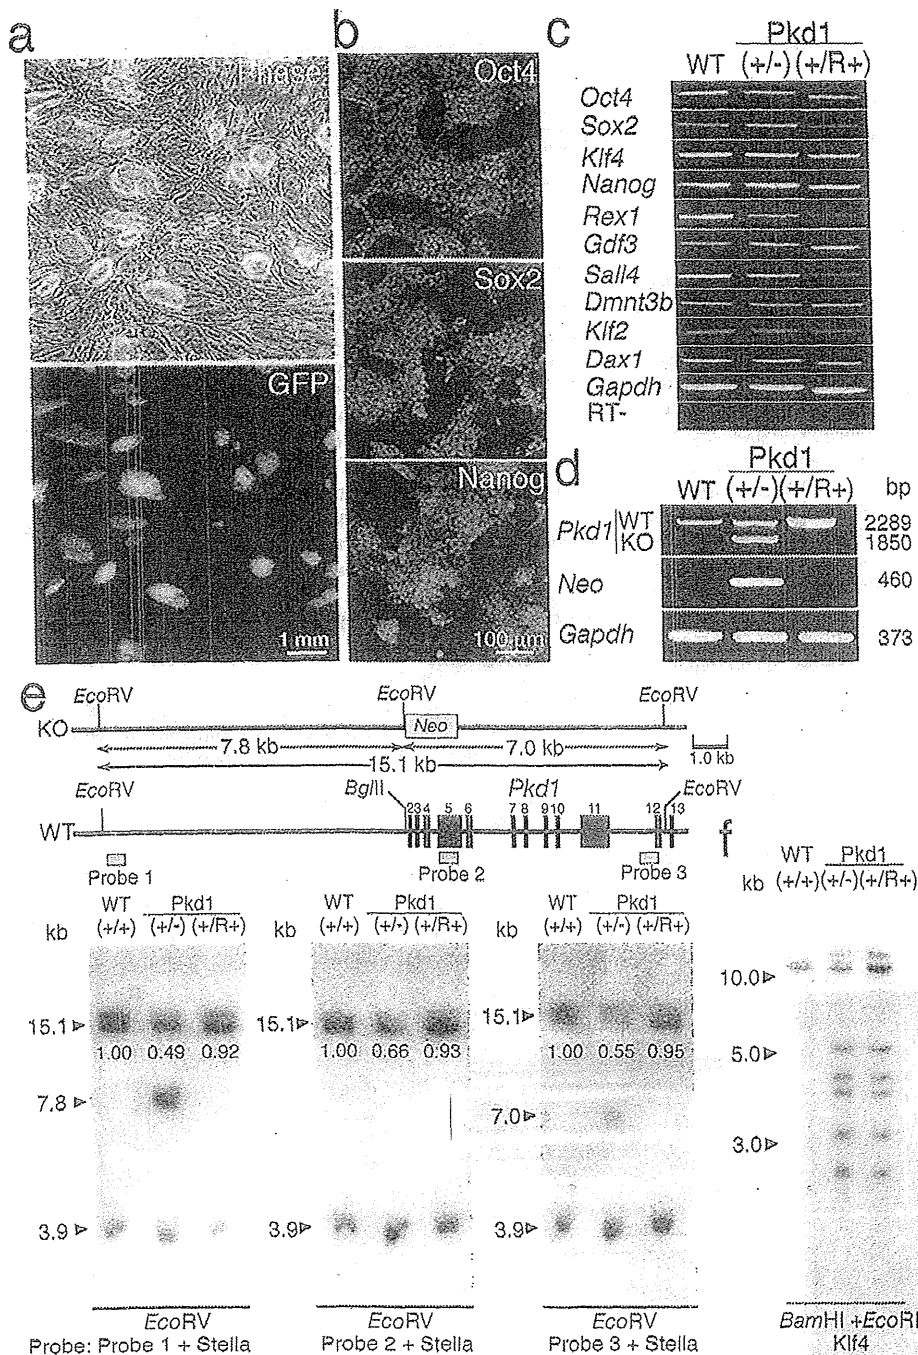 a
Phase
GFP
1 mm
b
Oct4
Sox2
Nanog
100 µm
c
Pkd1
WT (+/-) (+/R+)
Oct4
Sox2
Klf4
Nanog
Rex1
Gdf3
Sall4
Dmnt3b
Klf2
Dax1
Gapdh
RT-
d
Pkd1
WT (+/-) (+/R+) bp
Pkd1 WT 2289
KO 1850
Neo 460
Gapdh 373
e
EcoRV EcoRV EcoRV
KO Neo
7.8 kb 7.0 kb
15.1 kb
1.0 kb
EcoRV BglII Pkd1 EcoRV
2 3 4 5 6 7 8 9 10 11 12 13
WT
Probe 1 Probe 2 Probe 3
WT Pkd1
kb (+/+) (+/-) (+/R+)
15.1
1.00 0.49 0.92
7.8
3.9
EcoRV
Probe: Probe 1 + Stella
WT Pkd1
kb (+/+) (+/-) (+/R+)
15.1
1.00 0.66 0.93
3.9
EcoRV
Probe 2 + Stella
WT Pkd1
kb (+/+) (+/-) (+/R+)
15.1
1.00 0.55 0.95
7.0
3.9
EcoRV
Probe 3 + Stella
f
WT Pkd1
kb (+/+) (+/-) (+/R+)
10.0
5.0
3.0
BamHI +EcoRI
Klf4